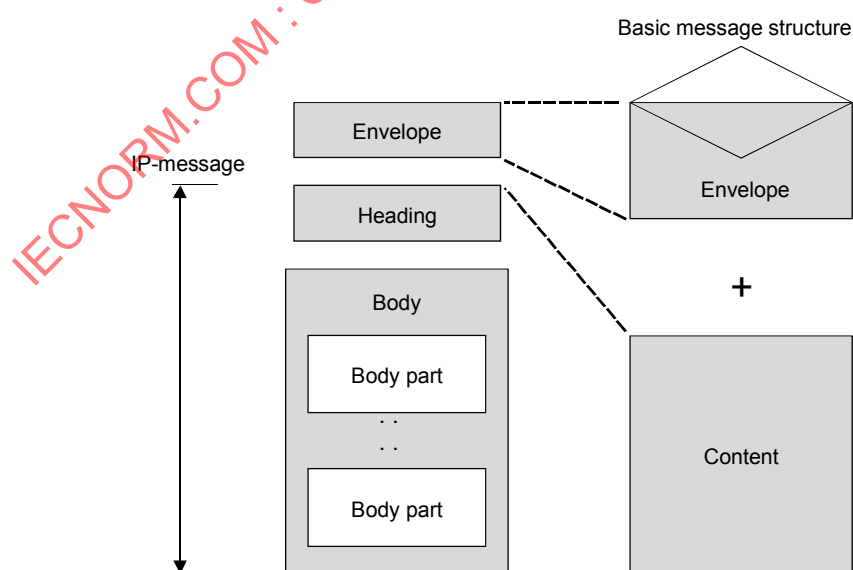 Basic message structure
Envelope
IP-message
Envelope
Heading
+
Body
Body part
. .
. .
Content
Body part
IECNORM.COM : C